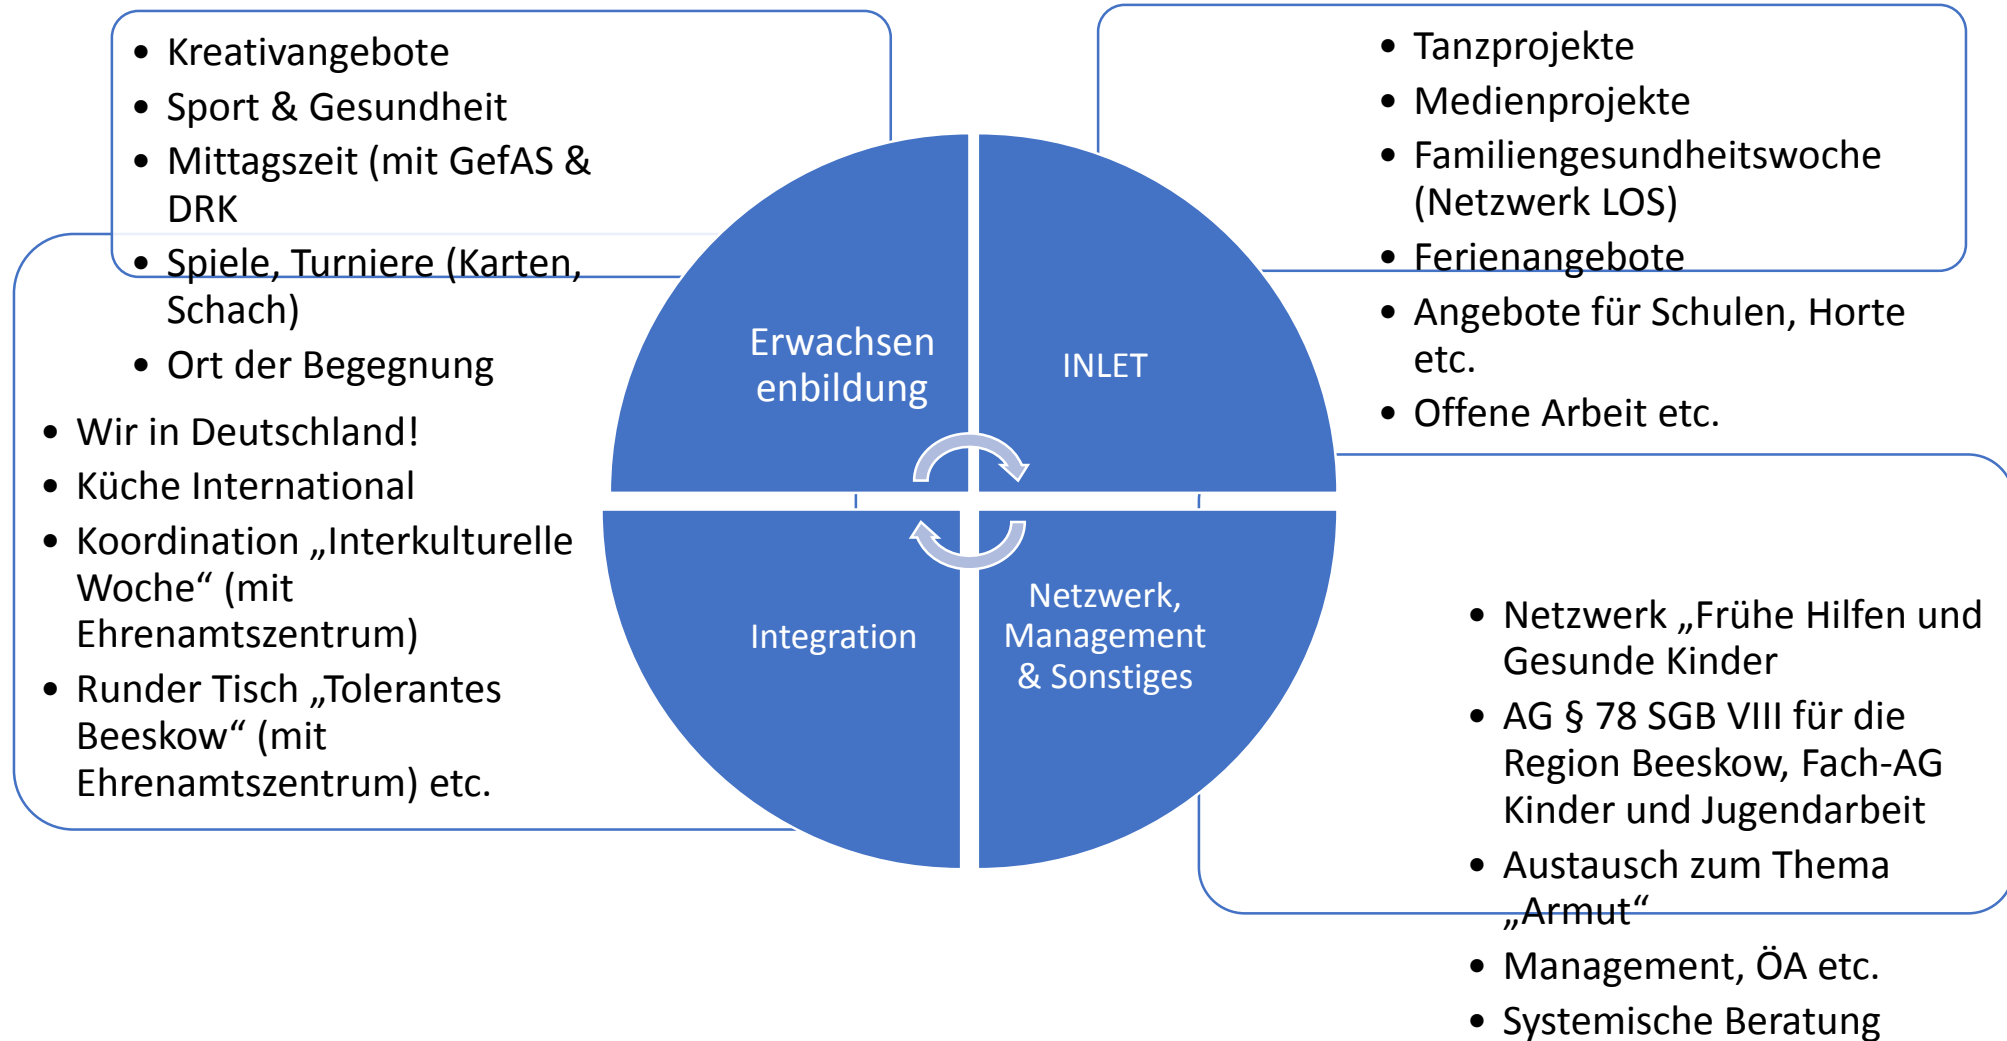 • Kreativangebote
• Sport & Gesundheit
• Mittagszeit (mit GefAS &
DRK
• Spiele, Turniere (Karten,
Schach)
• Ort der Begegnung
• Tanzprojekte
• Medienprojekte
• Familiengesundheitswoche
(Netzwerk LOS)
• Ferienangebote
• Angebote für Schulen, Horte
etc.
• Offene Arbeit etc.
Erwachsen
enbildung
INLET
• Wir in Deutschland!
• Küche International
• Koordination „Interkulturelle
Woche“ (mit
Ehrenamtszentrum)
• Runder Tisch „Tolerantes
Beeskow“ (mit
Ehrenamtszentrum) etc.
Integration
Netzwerk,
Management
& Sonstiges
• Netzwerk „Frühe Hilfen und
Gesunde Kinder
• AG § 78 SGB VIII für die
Region Beeskow, Fach-AG
Kinder und Jugendarbeit
• Austausch zum Thema
„Armut“
• Management, ÖA etc.
• Systemische Beratung